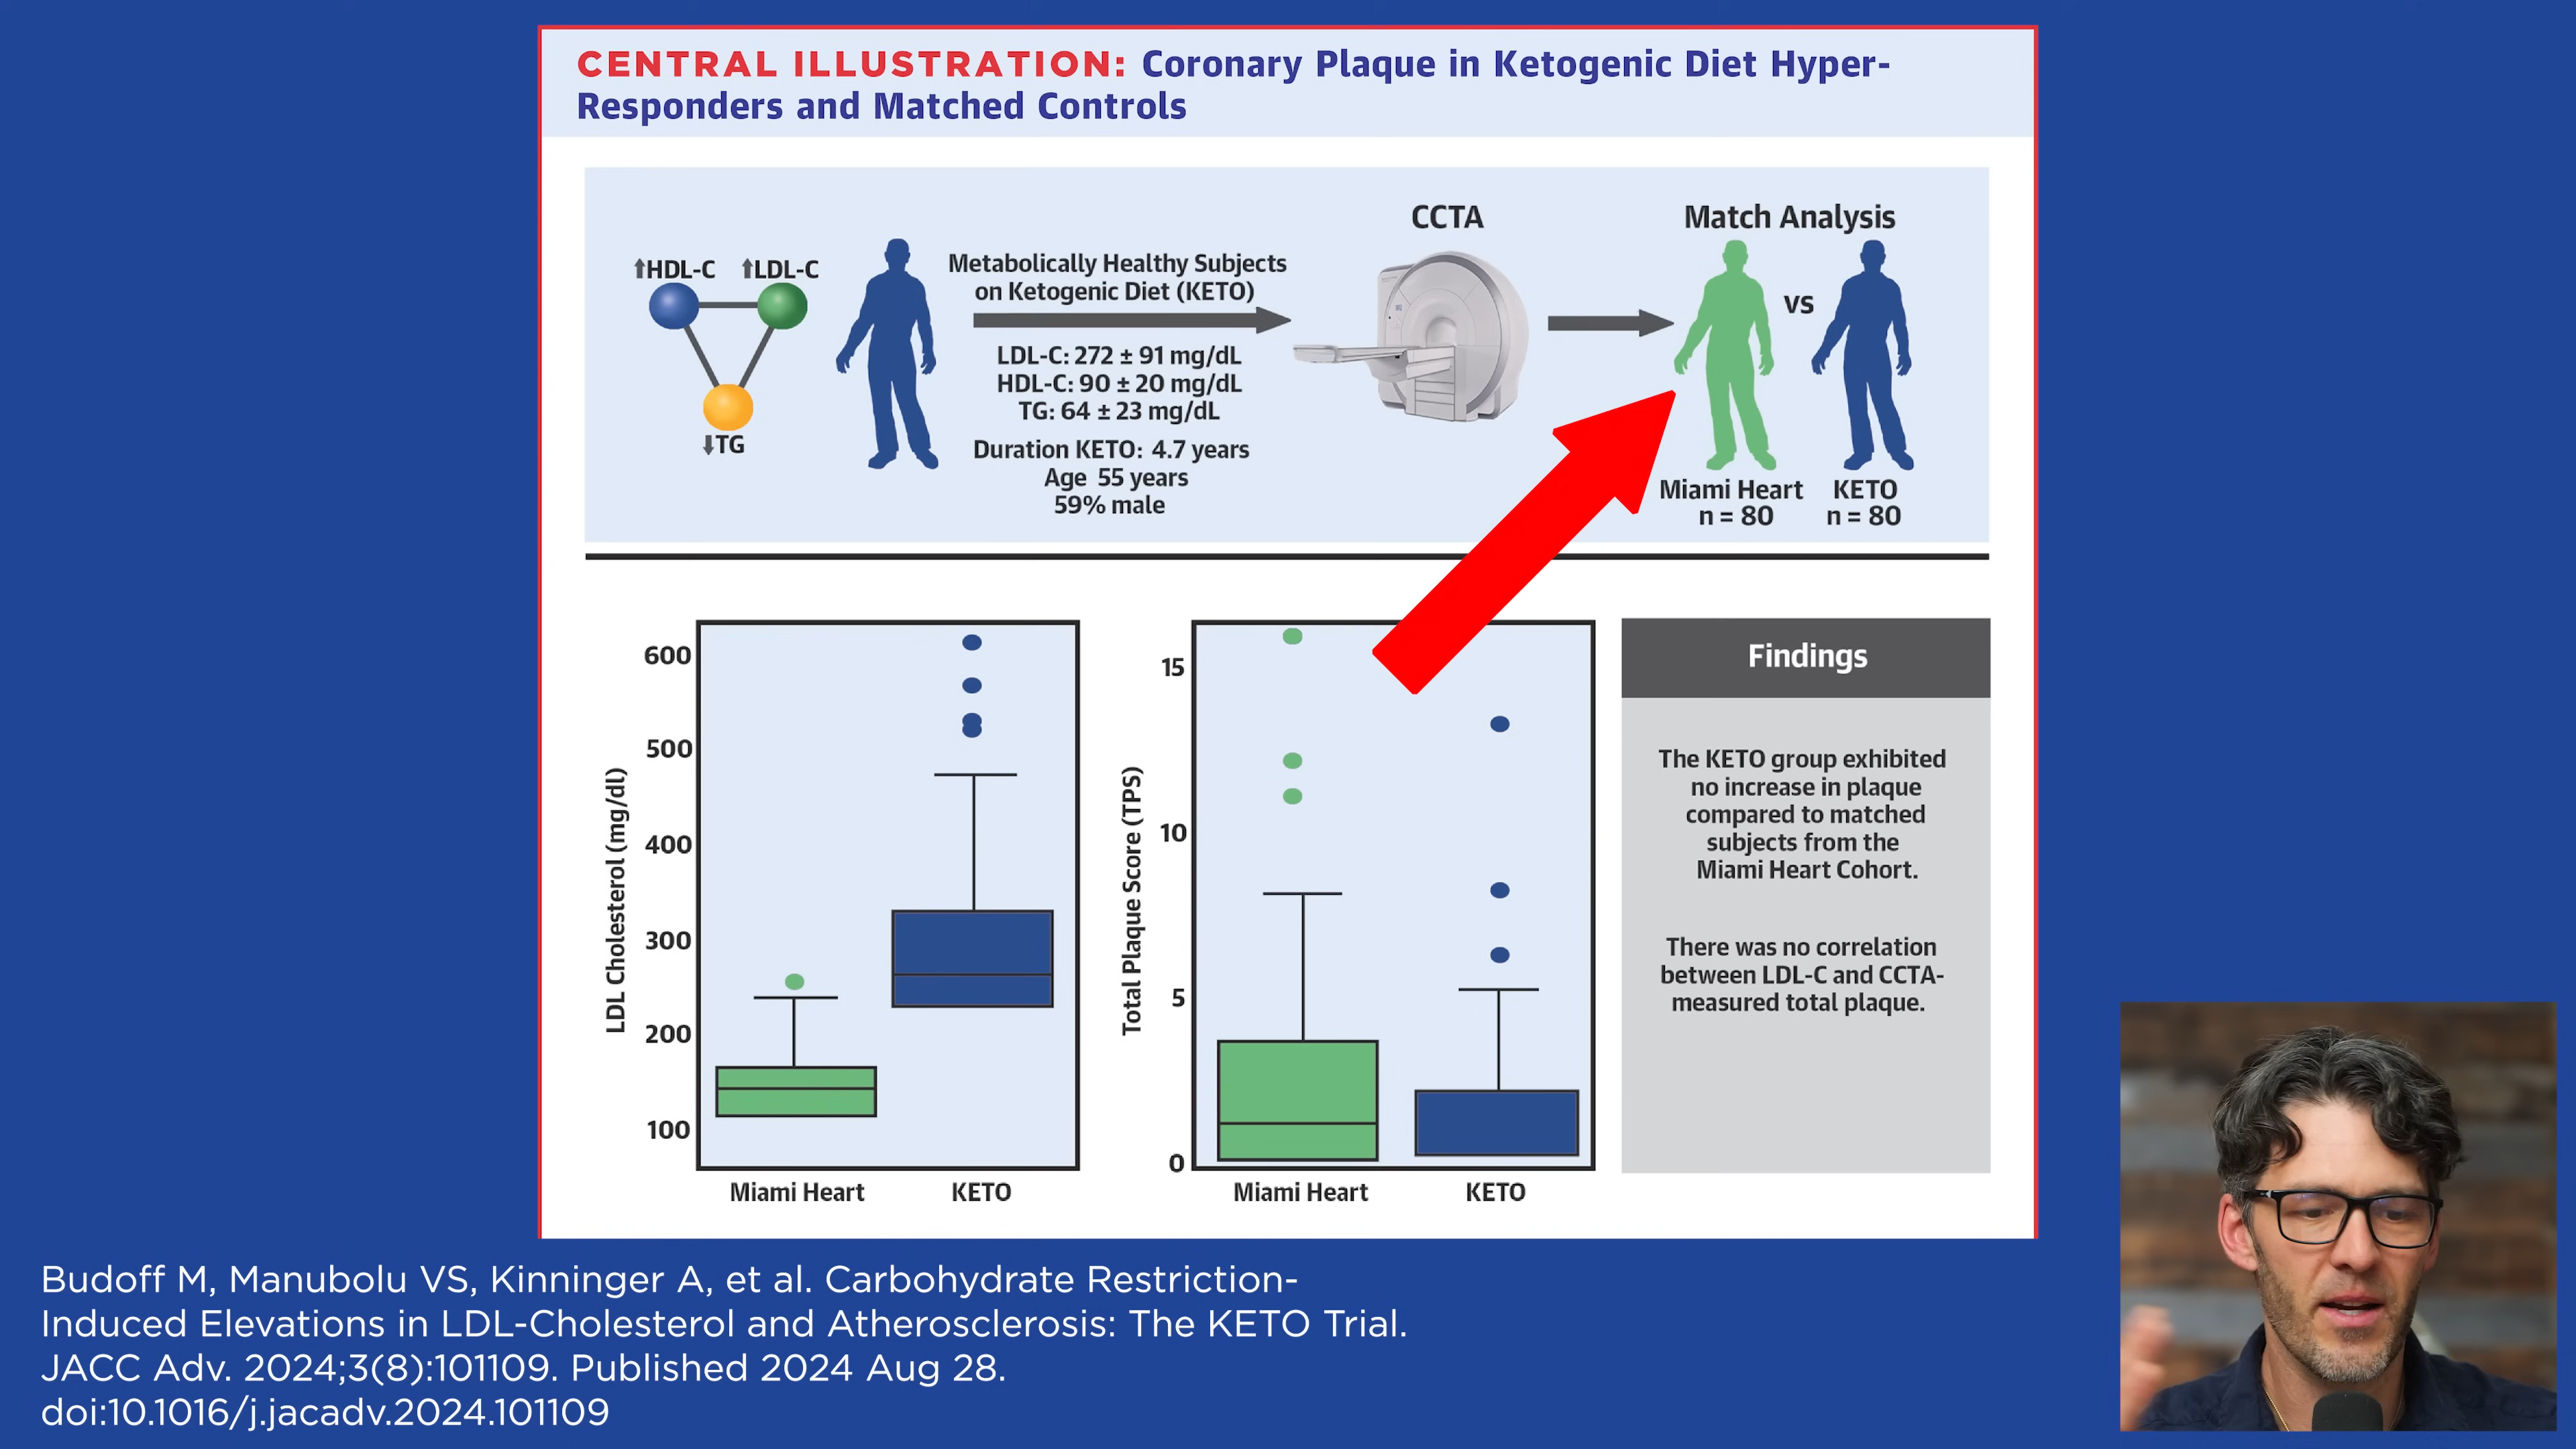 CENTRAL ILLUSTRATION: Coronary Plaque in Ketogenic Diet Hyper-
Responders and Matched Controls
⬆HDL-C ⬆LDL-C
⬇TG
Metabolically Healthy Subjects
on Ketogenic Diet (KETO)
LDL-C: 272 ± 91 mg/dL
HDL-C: 90 ± 20 mg/dL
TG: 64 ± 23 mg/dL
Duration KETO: 4.7 years
Age 55 years
59% male
CCTA
Match Analysis
VS
Miami Heart KETO
n = 80 n = 80
LDL Cholesterol (mg/dl)
600
500
400
300
200
100
Miami Heart KETO
Total Plaque Score (TPS)
15
10
5
0
Miami Heart KETO
Findings
The KETO group exhibited
no increase in plaque
compared to matched
subjects from the
Miami Heart Cohort.
There was no correlation
between LDL-C and CCTA-
measured total plaque.
Budoff M, Manubolu VS, Kinninger A, et al. Carbohydrate Restriction-
Induced Elevations in LDL-Cholesterol and Atherosclerosis: The KETO Trial.
JACC Adv. 2024;3(8):101109. Published 2024 Aug 28.
doi:10.1016/j.jacadv.2024.101109